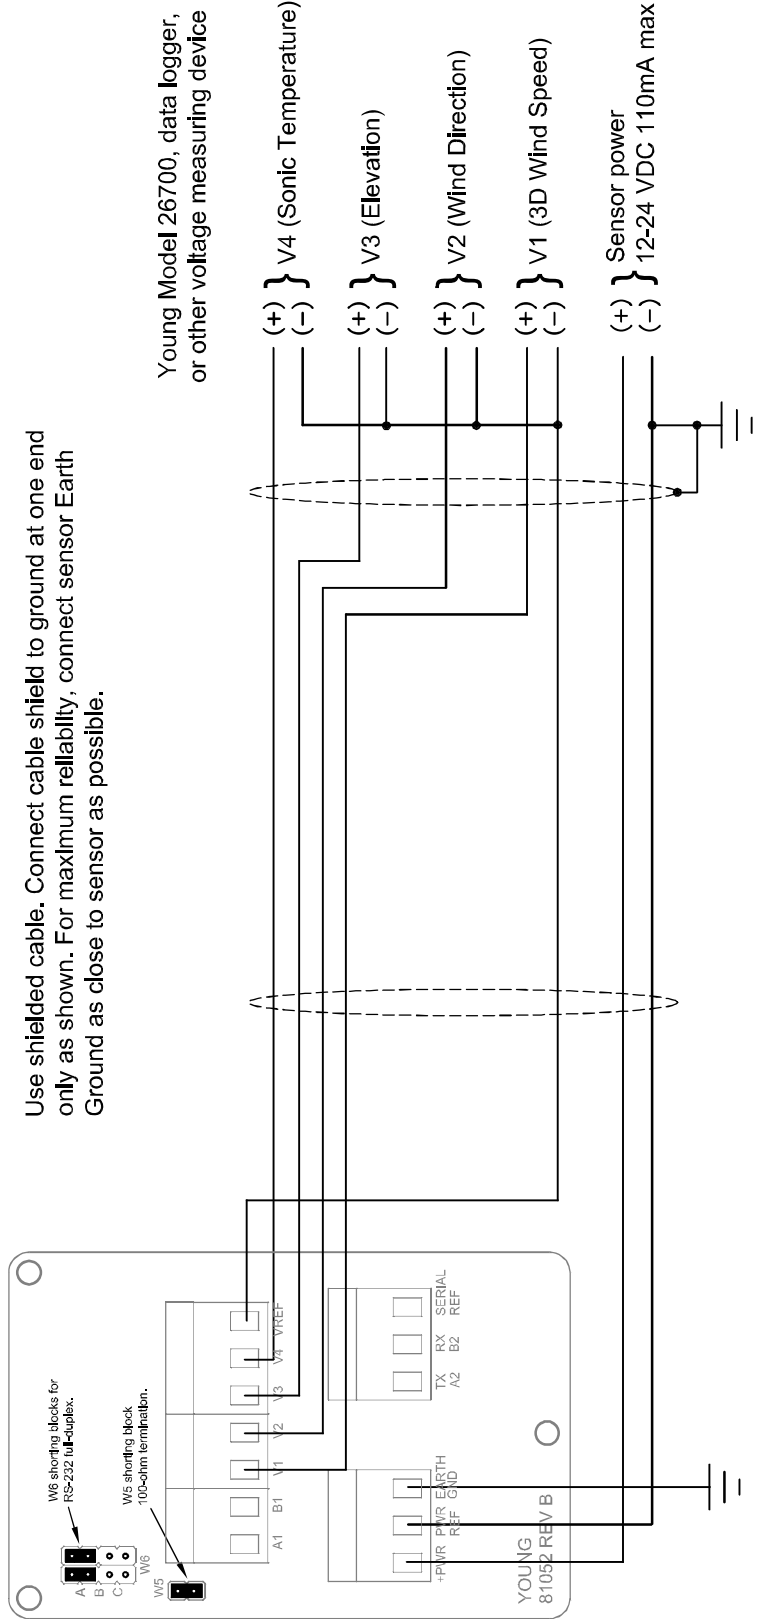 Use shielded cable. Connect cable shield to ground at one end
only as shown. For maximum reliability, connect sensor Earth
Ground as close to sensor as possible.
Young Model 26700, data logger,
or other voltage measuring device
W6 shorting blocks for
RS-232 full-duplex.
W5 shorting block
100-ohm termination.
A
B
C
W6
W5
A1
B1
V1
V2
V3
V4
VREF
+PWR
PWR
REF
EARTH
GND
TX
A2
RX
B2
SERIAL
REF
YOUNG
81052 REV B
(+)
(−)
V4 (Sonic Temperature)
(+)
(−)
V3 (Elevation)
(+)
(−)
V2 (Wind Direction)
(+)
(−)
V1 (3D Wind Speed)
(+)
(−)
Sensor power
12-24 VDC 110mA max